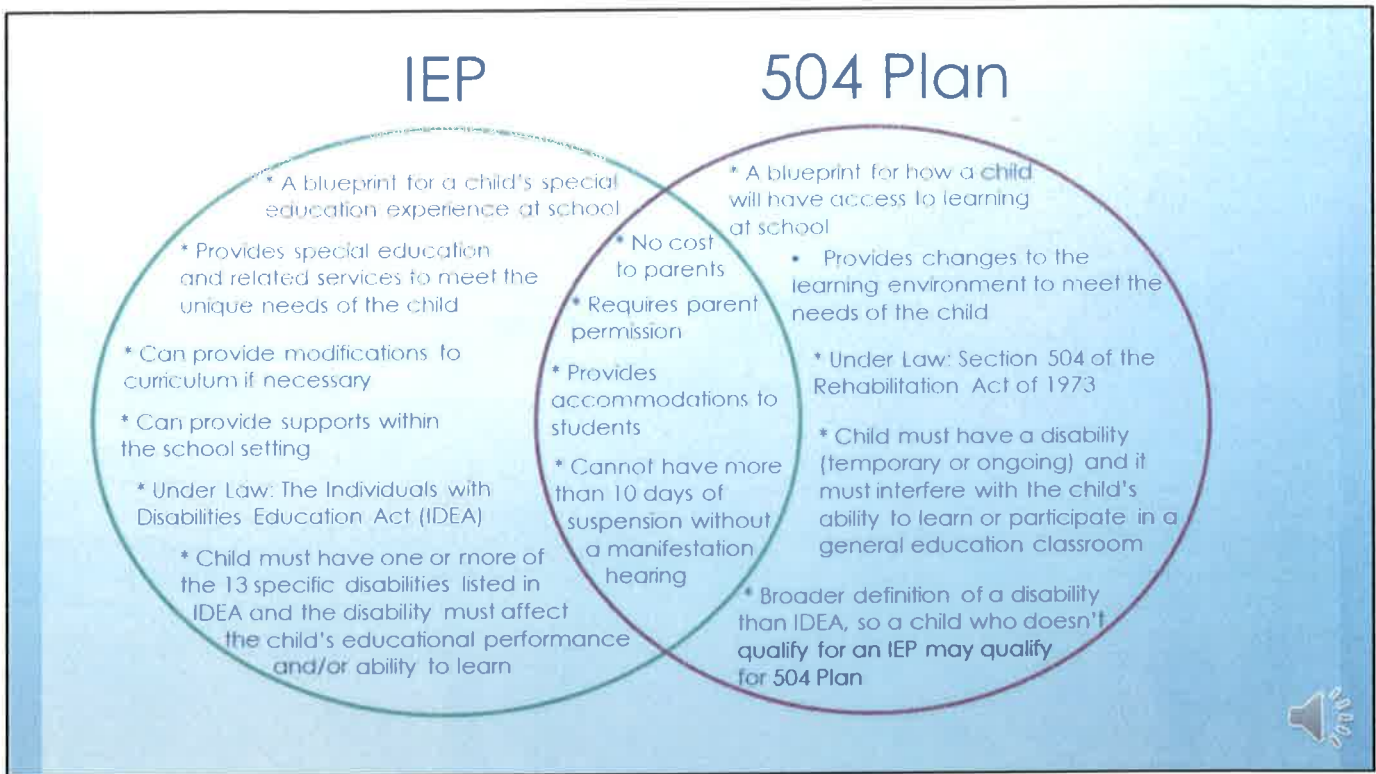 IEP
504 Plan
* A blueprint for a child's special
education experience at school
* Provides special education
and related services to meet the
unique needs of the child
* Can provide modifications to
curriculum if necessary
* Can provide supports within
the school setting
* Under Law: The Individuals with
Disabilities Education Act (IDEA)
* Child must have one or more of
the 13 specific disabilities listed in
IDEA and the disability must affect
the child's educational performance
and/or ability to learn
* No cost
to parents
* Requires parent
permission
* Provides
accommodations to
students
* Cannot have more
than 10 days of
suspension without
a manifestation
hearing
* A blueprint for how a child
will have access to learning
at school
• Provides changes to the
learning environment to meet the
needs of the child
* Under Law: Section 504 of the
Rehabilitation Act of 1973
* Child must have a disability
(temporary or ongoing) and it
must interfere with the child's
ability to learn or participate in a
general education classroom
* Broader definition of a disability
than IDEA, so a child who doesn't
qualify for an IEP may qualify
for 504 Plan